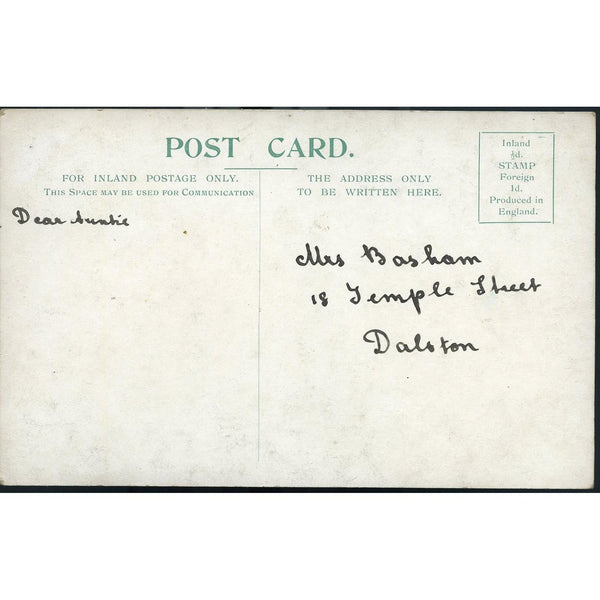 POST CARD.
FOR INLAND POSTAGE ONLY.
THIS SPACE MAY BE USED FOR COMMUNICATION
THE ADDRESS ONLY
TO BE WRITTEN HERE.
Inland
½d.
STAMP
Foreign
1d.
Produced in
England.
Dear Auntie
Mrs Basham
18 Temple Street
Dalston